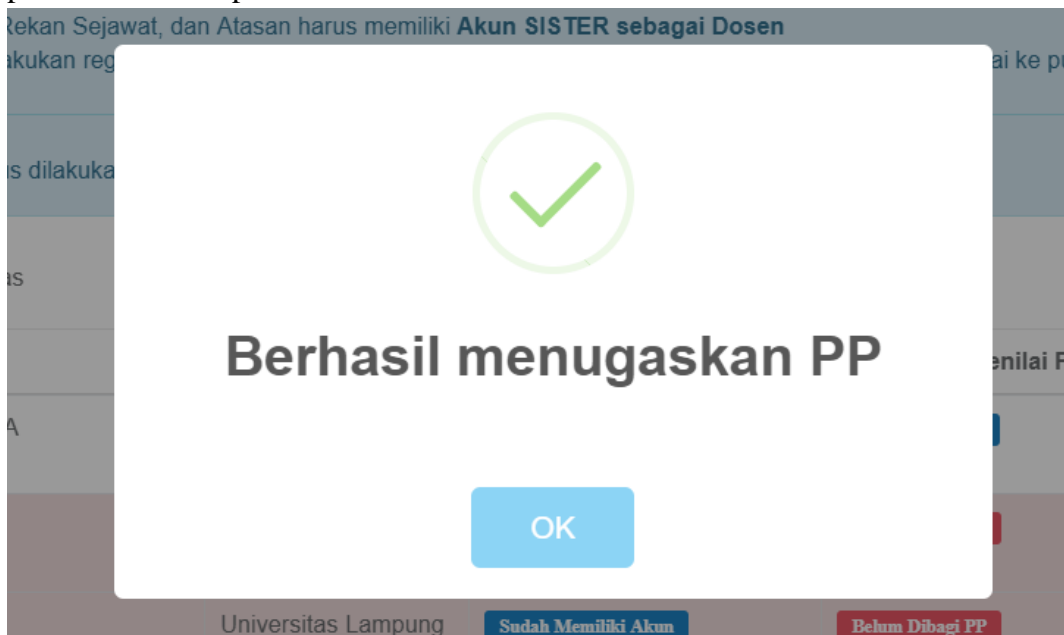 Rekan Sejawat, dan Atasan harus memiliki Akun SISTER sebagai Dosen
akukan reg
ai ke pu
us dilakuka
as
Berhasil menugaskan PP
enilai P
A
OK
Universitas Lampung Sudah Memiliki Akun Belum Dibagi PP